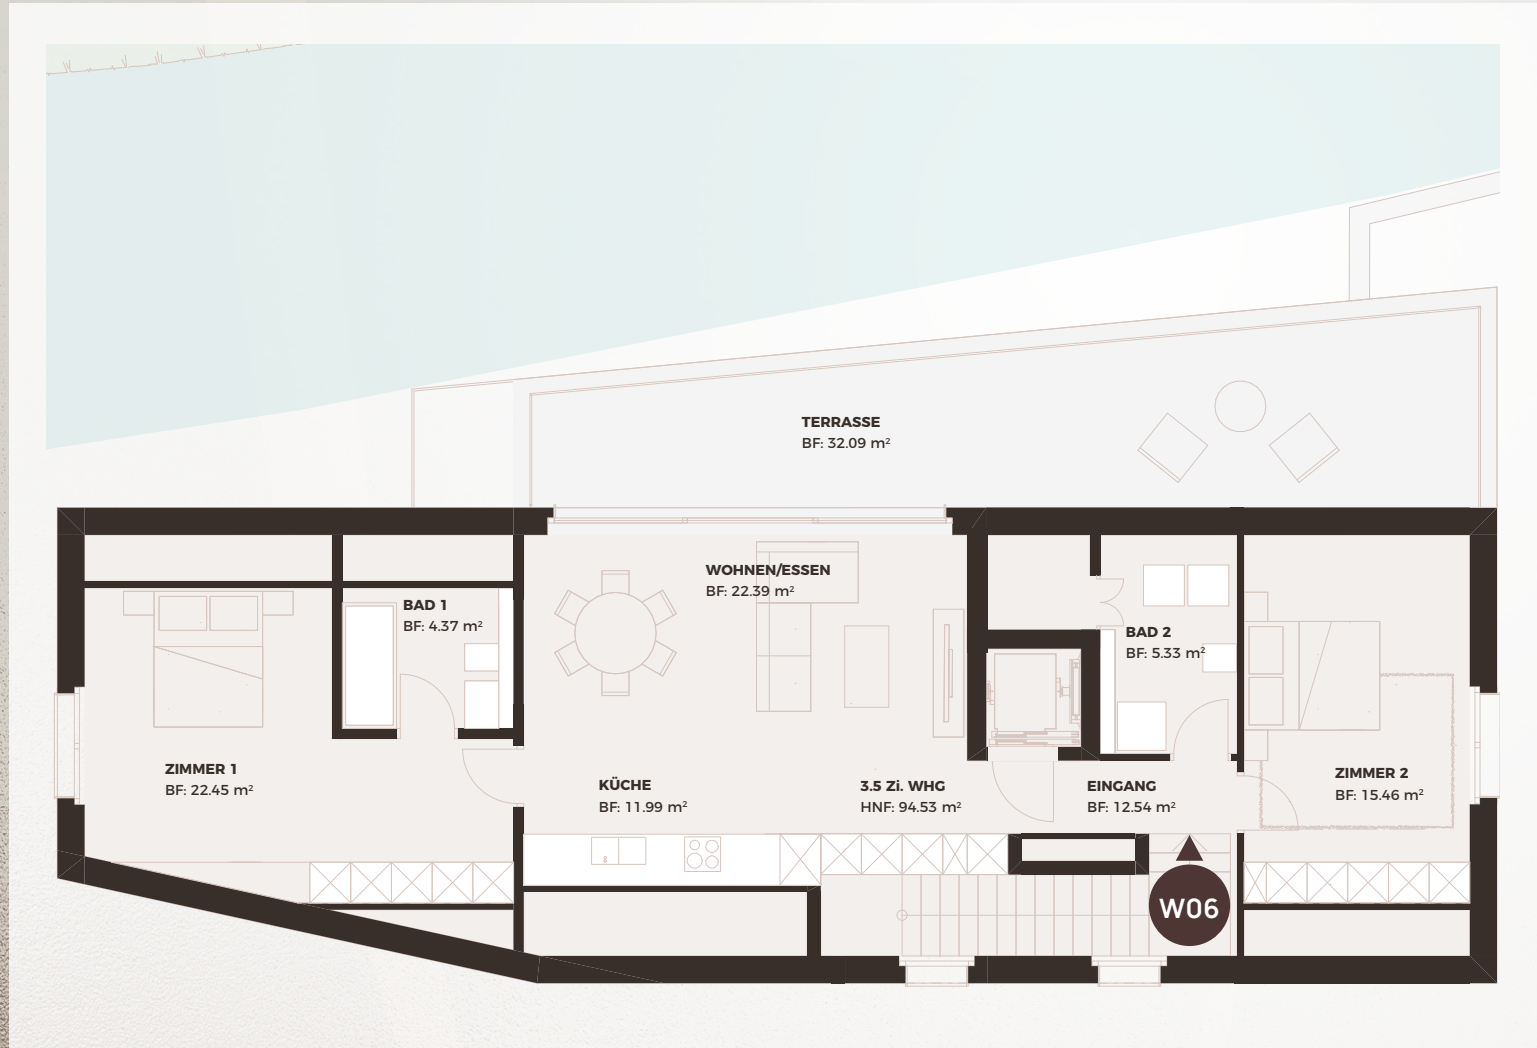 TERRASSE
BF: 32.09 m²
WOHNEN/ESSEN
BF: 22.39 m²
BAD 1
BF: 4.37 m²
BAD 2
BF: 5.33 m²
ZIMMER 1
BF: 22.45 m²
KÜCHE
BF: 11.99 m²
3.5 Zi. WHG
HNF: 94.53 m²
EINGANG
BF: 12.54 m²
ZIMMER 2
BF: 15.46 m²
W06